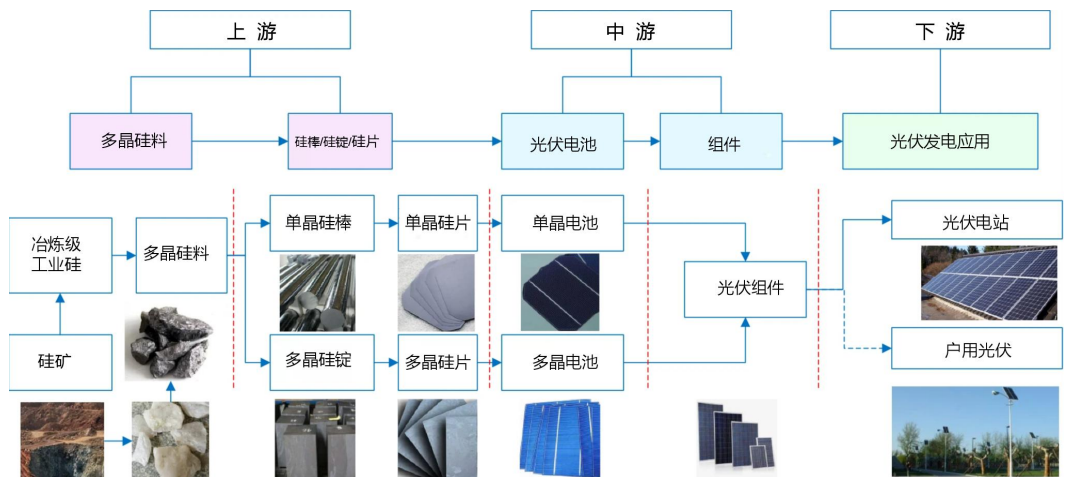 上 游
中 游
下 游
多晶硅料
硅棒/硅锭/硅片
光伏电池
组件
光伏发电应用
冶炼级
工业硅
多晶硅料
单晶硅棒
单晶硅片
单晶电池
光伏组件
光伏电站
硅矿
多晶硅锭
多晶硅片
多晶电池
户用光伏